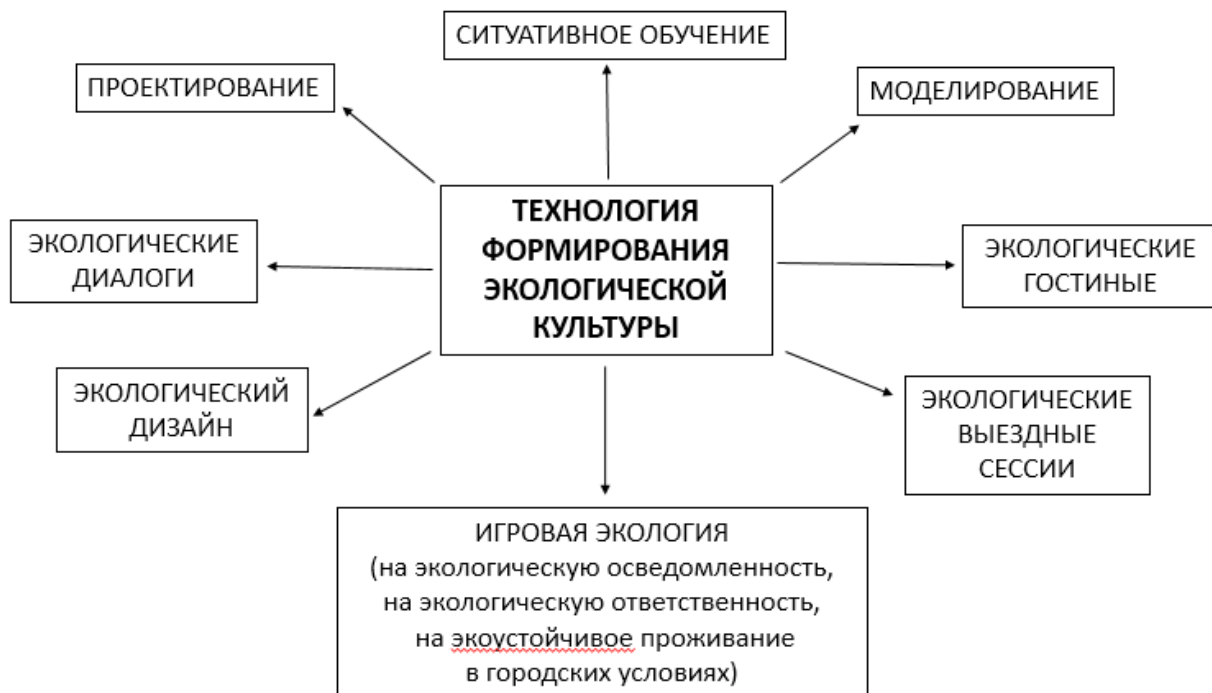 СИТУАТИВНОЕ ОБУЧЕНИЕ
ПРОЕКТИРОВАНИЕ
МОДЕЛИРОВАНИЕ
ТЕХНОЛОГИЯ
ФОРМИРОВАНИЯ
ЭКОЛОГИЧЕСКОЙ
КУЛЬТУРЫ
ЭКОЛОГИЧЕСКИЕ
ДИАЛОГИ
ЭКОЛОГИЧЕСКИЕ
ГОСТИНЫЕ
ЭКОЛОГИЧЕСКИЙ
ДИЗАЙН
ЭКОЛОГИЧЕСКИЕ
ВЫЕЗДНЫЕ
СЕССИИ
ИГРОВАЯ ЭКОЛОГИЯ
(на экологическую осведомленность,
на экологическую ответственность,
на экоустойчивое проживание
в городских условиях)